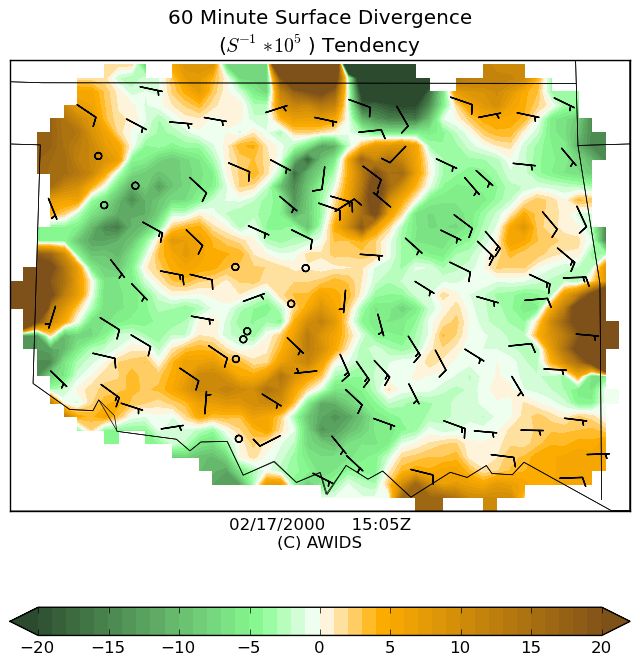 60 Minute Surface Divergence
(S⁻¹ *10⁵ ) Tendency
02/17/2000 15:05Z
(C) AWIDS
−20 −15 −10 −5 0 5 10 15 20